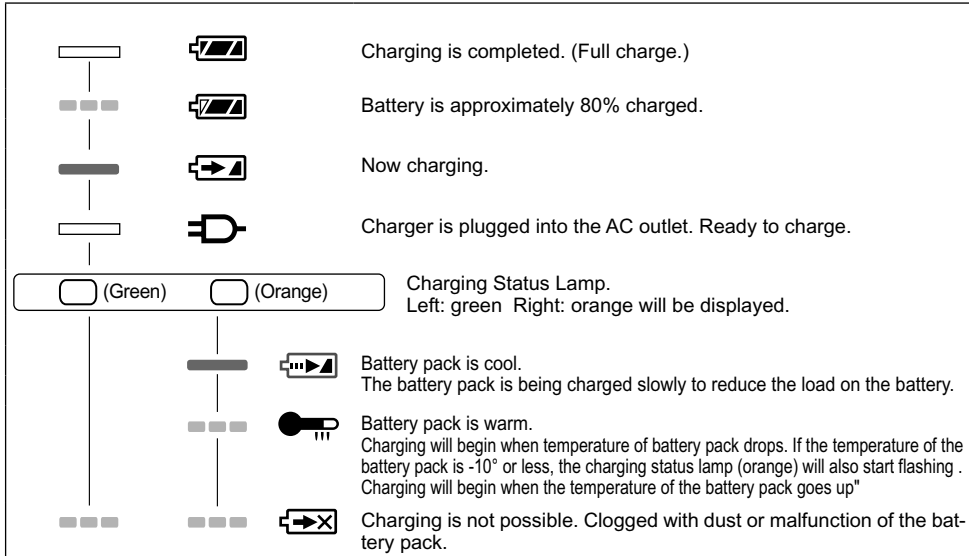 Charging is completed. (Full charge.)
Battery is approximately 80% charged.
Now charging.
Charger is plugged into the AC outlet. Ready to charge.
(Green) (Orange) Charging Status Lamp.
Left: green Right: orange will be displayed.
Battery pack is cool.
The battery pack is being charged slowly to reduce the load on the battery.
Battery pack is warm.
Charging will begin when temperature of battery pack drops. If the temperature of the
battery pack is -10° or less, the charging status lamp (orange) will also start flashing .
Charging will begin when the temperature of the battery pack goes up"
Charging is not possible. Clogged with dust or malfunction of the bat-
tery pack.